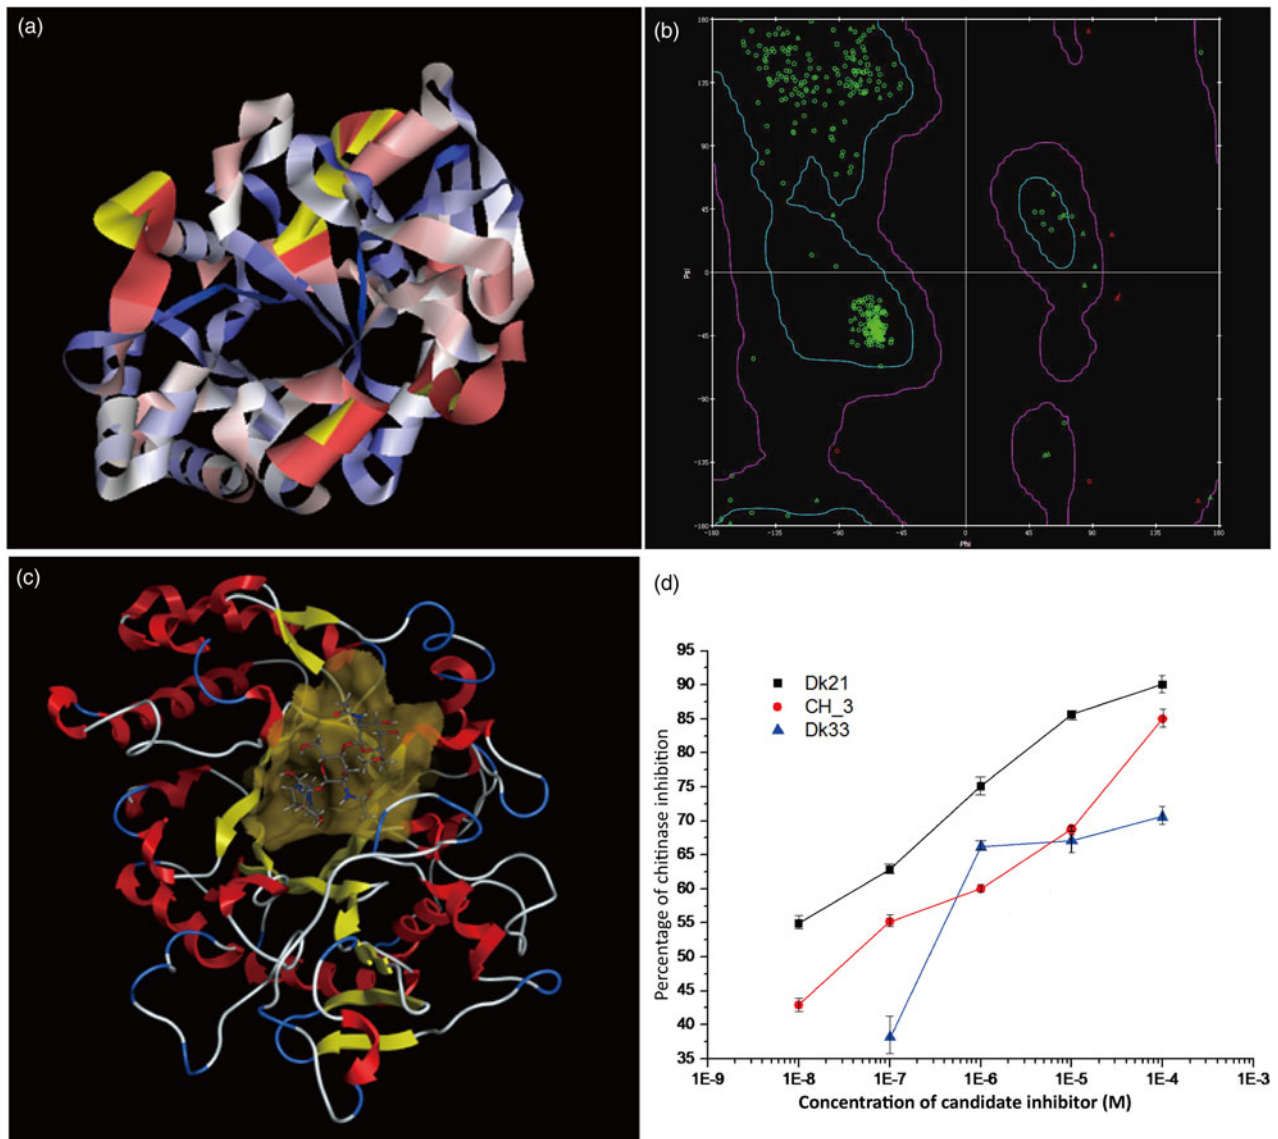 (a)
(b)
180
135
90
45
0
-45
-90
-135
-180
Psi
-180
-135
-90
-45
0
45
90
135
180
Phi
(c)
(d)
95
90
85
80
75
70
65
60
55
50
45
40
35
Percentage of chitinase inhibition
Dk21
CH_3
Dk33
1E-9
1E-8
1E-7
1E-6
1E-5
1E-4
1E-3
Concentration of candidate inhibitor (M)